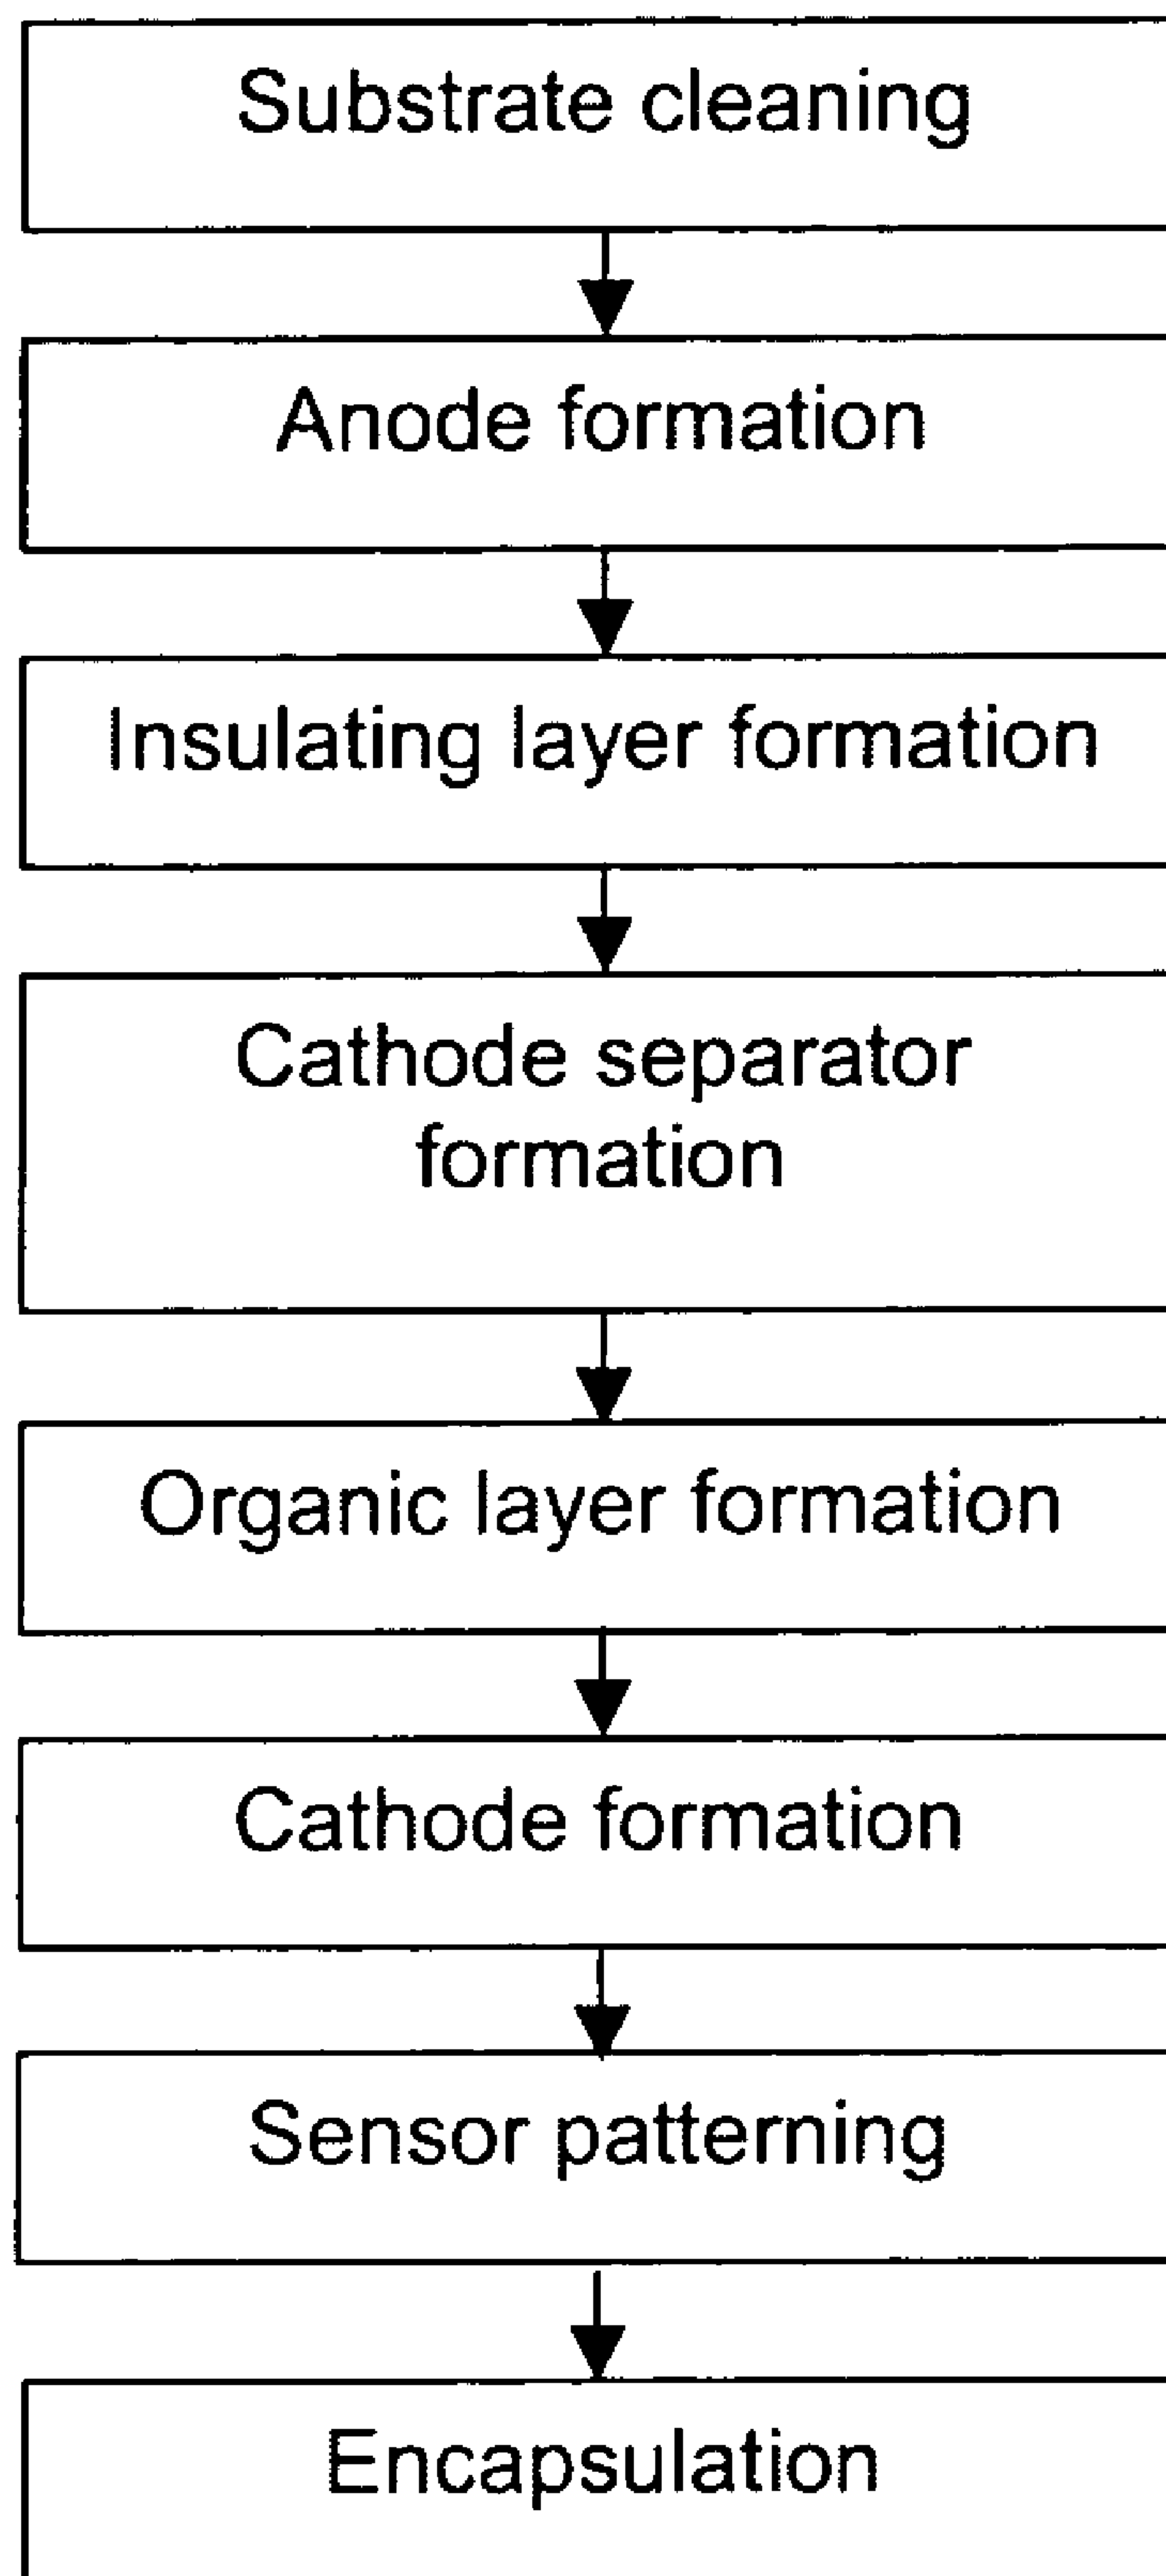 Substrate cleaning
Anode formation
Insulating layer formation
Cathode separator
formation
Organic layer formation
Cathode formation
Sensor patterning
Encapsulation